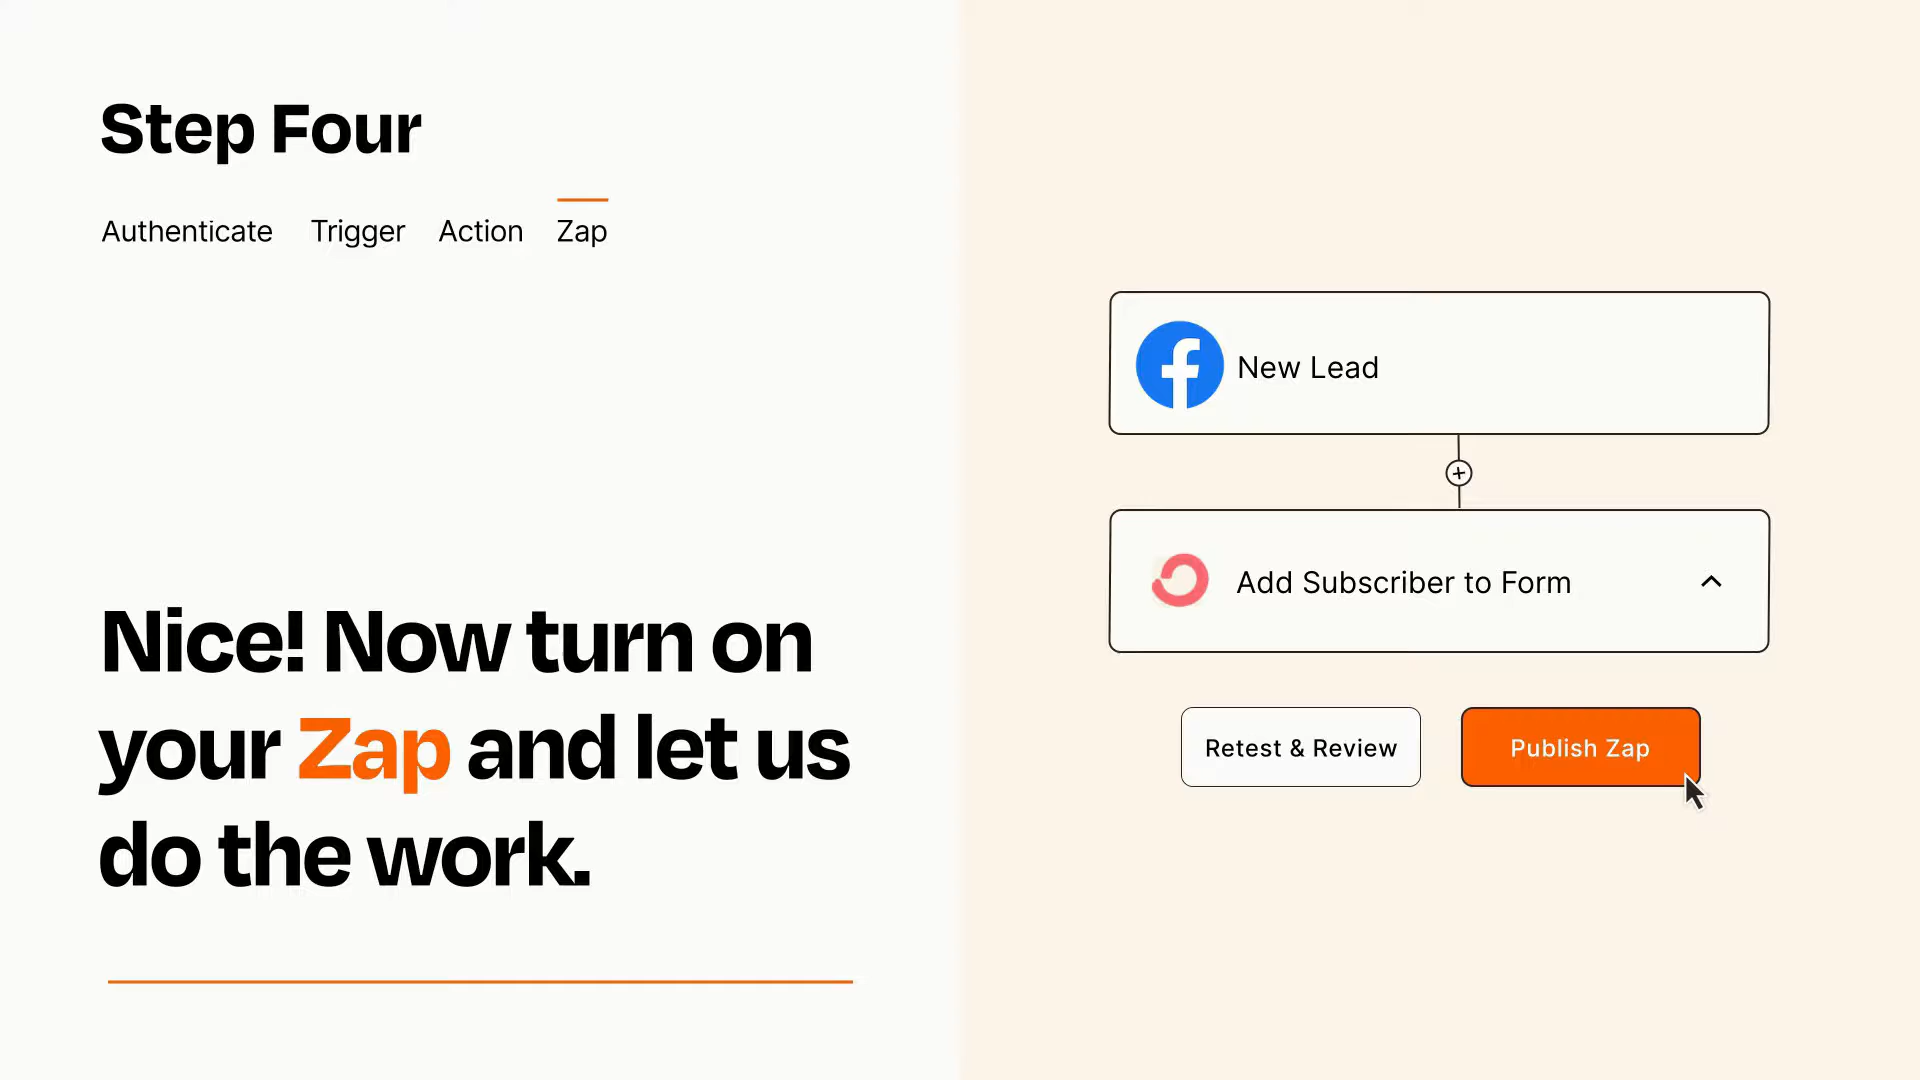 Step Four
Authenticate Trigger Action Zap
Nice! Now turn on
your Zap and let us
do the work.
New Lead
Add Subscriber to Form
Retest & Review
Publish Zap